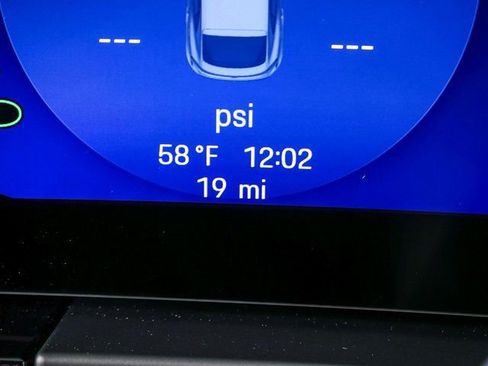 --- ---
psi
58°F 12:02
19 mi